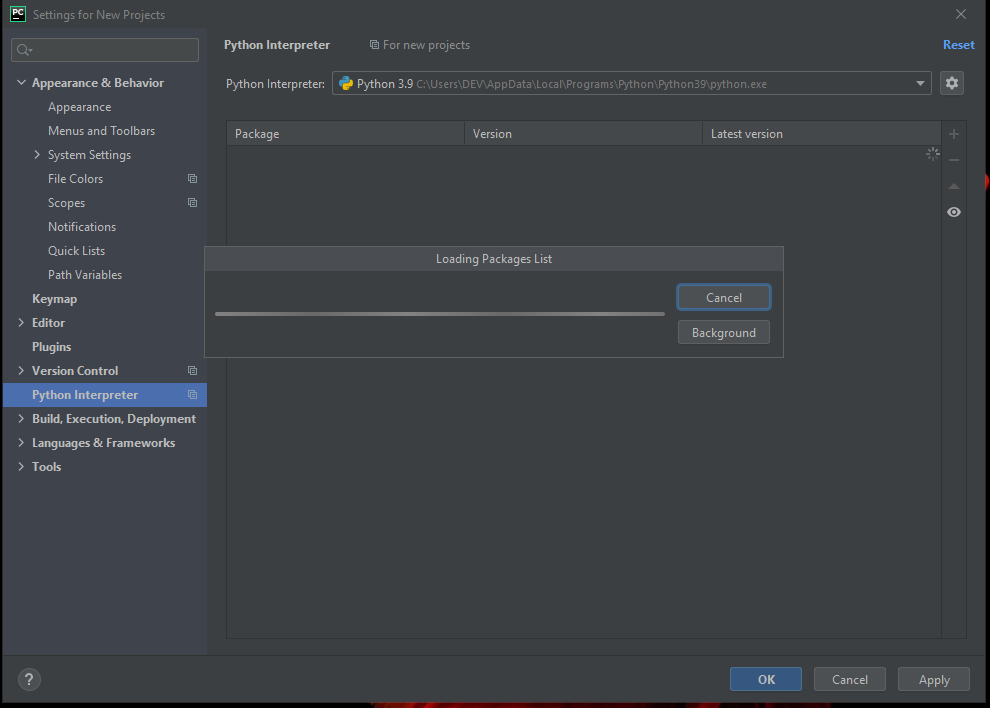 PC Settings for New Projects
Python Interpreter For new projects Reset
Python Interpreter: Python 3.9 C:\Users\DEV\AppData\Local\Programs\Python\Python39\python.exe
Appearance & Behavior
Appearance
Menus and Toolbars
System Settings
File Colors
Scopes
Notifications
Quick Lists
Path Variables
Keymap
Editor
Plugins
Version Control
Python Interpreter
Build, Execution, Deployment
Languages & Frameworks
Tools
Package Version Latest version
Loading Packages List
Cancel
Background
? OK Cancel Apply